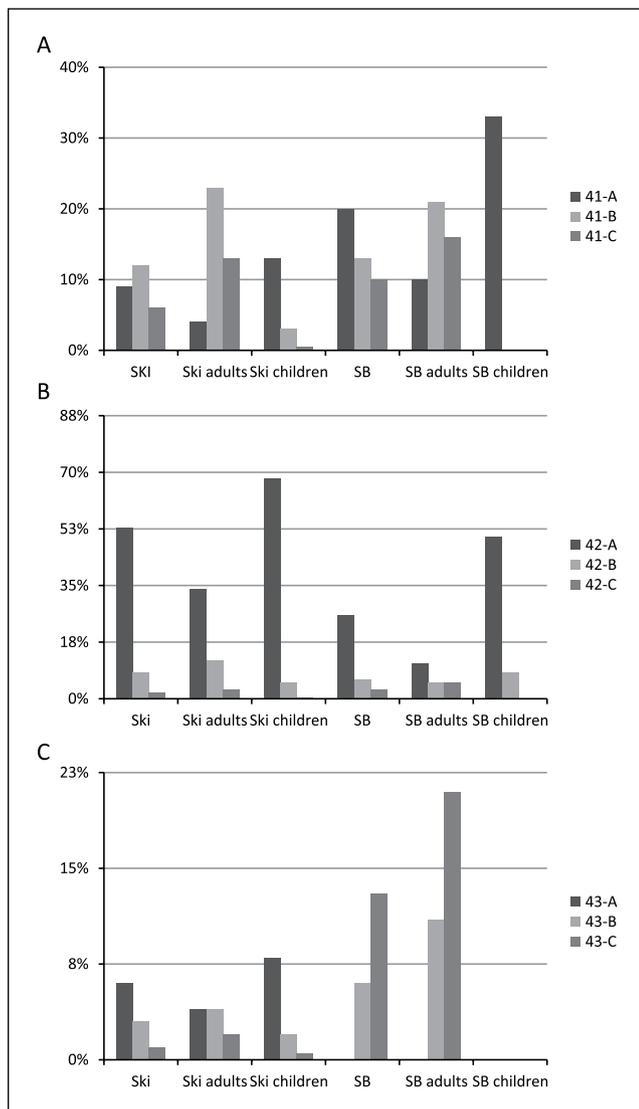 A
40%
30%
20%
10%
0%
SKI Ski adults Ski children SB SB adults SB children
41-A
41-B
41-C
B
88%
70%
53%
35%
18%
0%
Ski Ski adults Ski children SB SB adults SB children
42-A
42-B
42-C
C
23%
15%
8%
0%
Ski Ski adults Ski children SB SB adults SB children
43-A
43-B
43-C